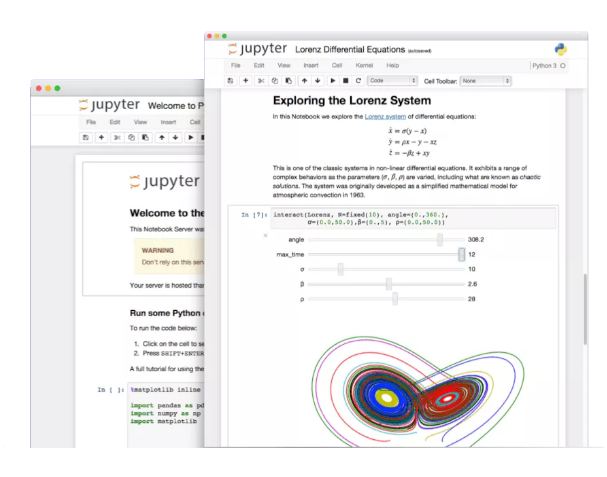 jupyter Lorenz Differential Equations (autosaved)
File Edit View Insert Cell Kernel Help Python 3
Code Cell Toolbar: None
Exploring the Lorenz System
In this Notebook we explore the Lorenz system of differential equations:
ẋ = σ(y − x)
ẏ = ρx − y − xz
ż = −βz + xy
This is one of the classic systems in non-linear differential equations. It exhibits a range of
complex behaviors as the parameters (σ, β, ρ) are varied, including what are known as chaotic
solutions. The system was originally developed as a simplified mathematical model for
atmospheric convection in 1963.
In [7]: interact(Lorenz, N=fixed(10), angle=(0.,360.),
σ=(0.0,50.0),β=(0.,5), ρ=(0.0,50.0))
angle 308.2
max_time 12
σ 10
β 2.6
ρ 28
jupyter Welcome to P
File Edit View Insert Cell
jupyter
Welcome to the
This Notebook Server was
WARNING
Don't rely on this serv
Your server is hosted than
Run some Python
To run the code below:
1. Click on the cell to se
2. Press SHIFT+ENTER
A full tutorial for using the
In [ ]: %matplotlib inline
import pandas as pd
import numpy as np
import matplotlib